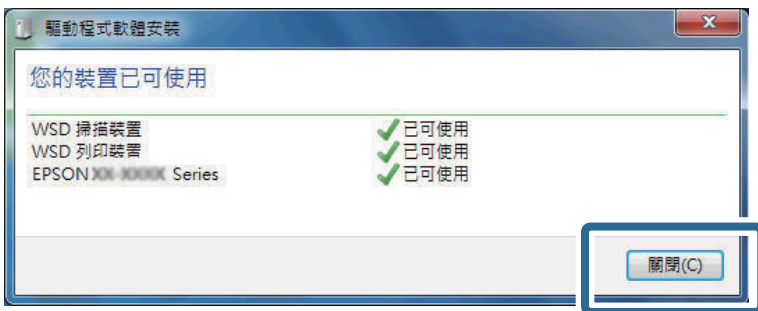 驅動程式軟體安裝
您的裝置已可使用
WSD 掃描裝置 已可使用
WSD 列印裝置 已可使用
EPSON Series 已可使用
關閉(C)